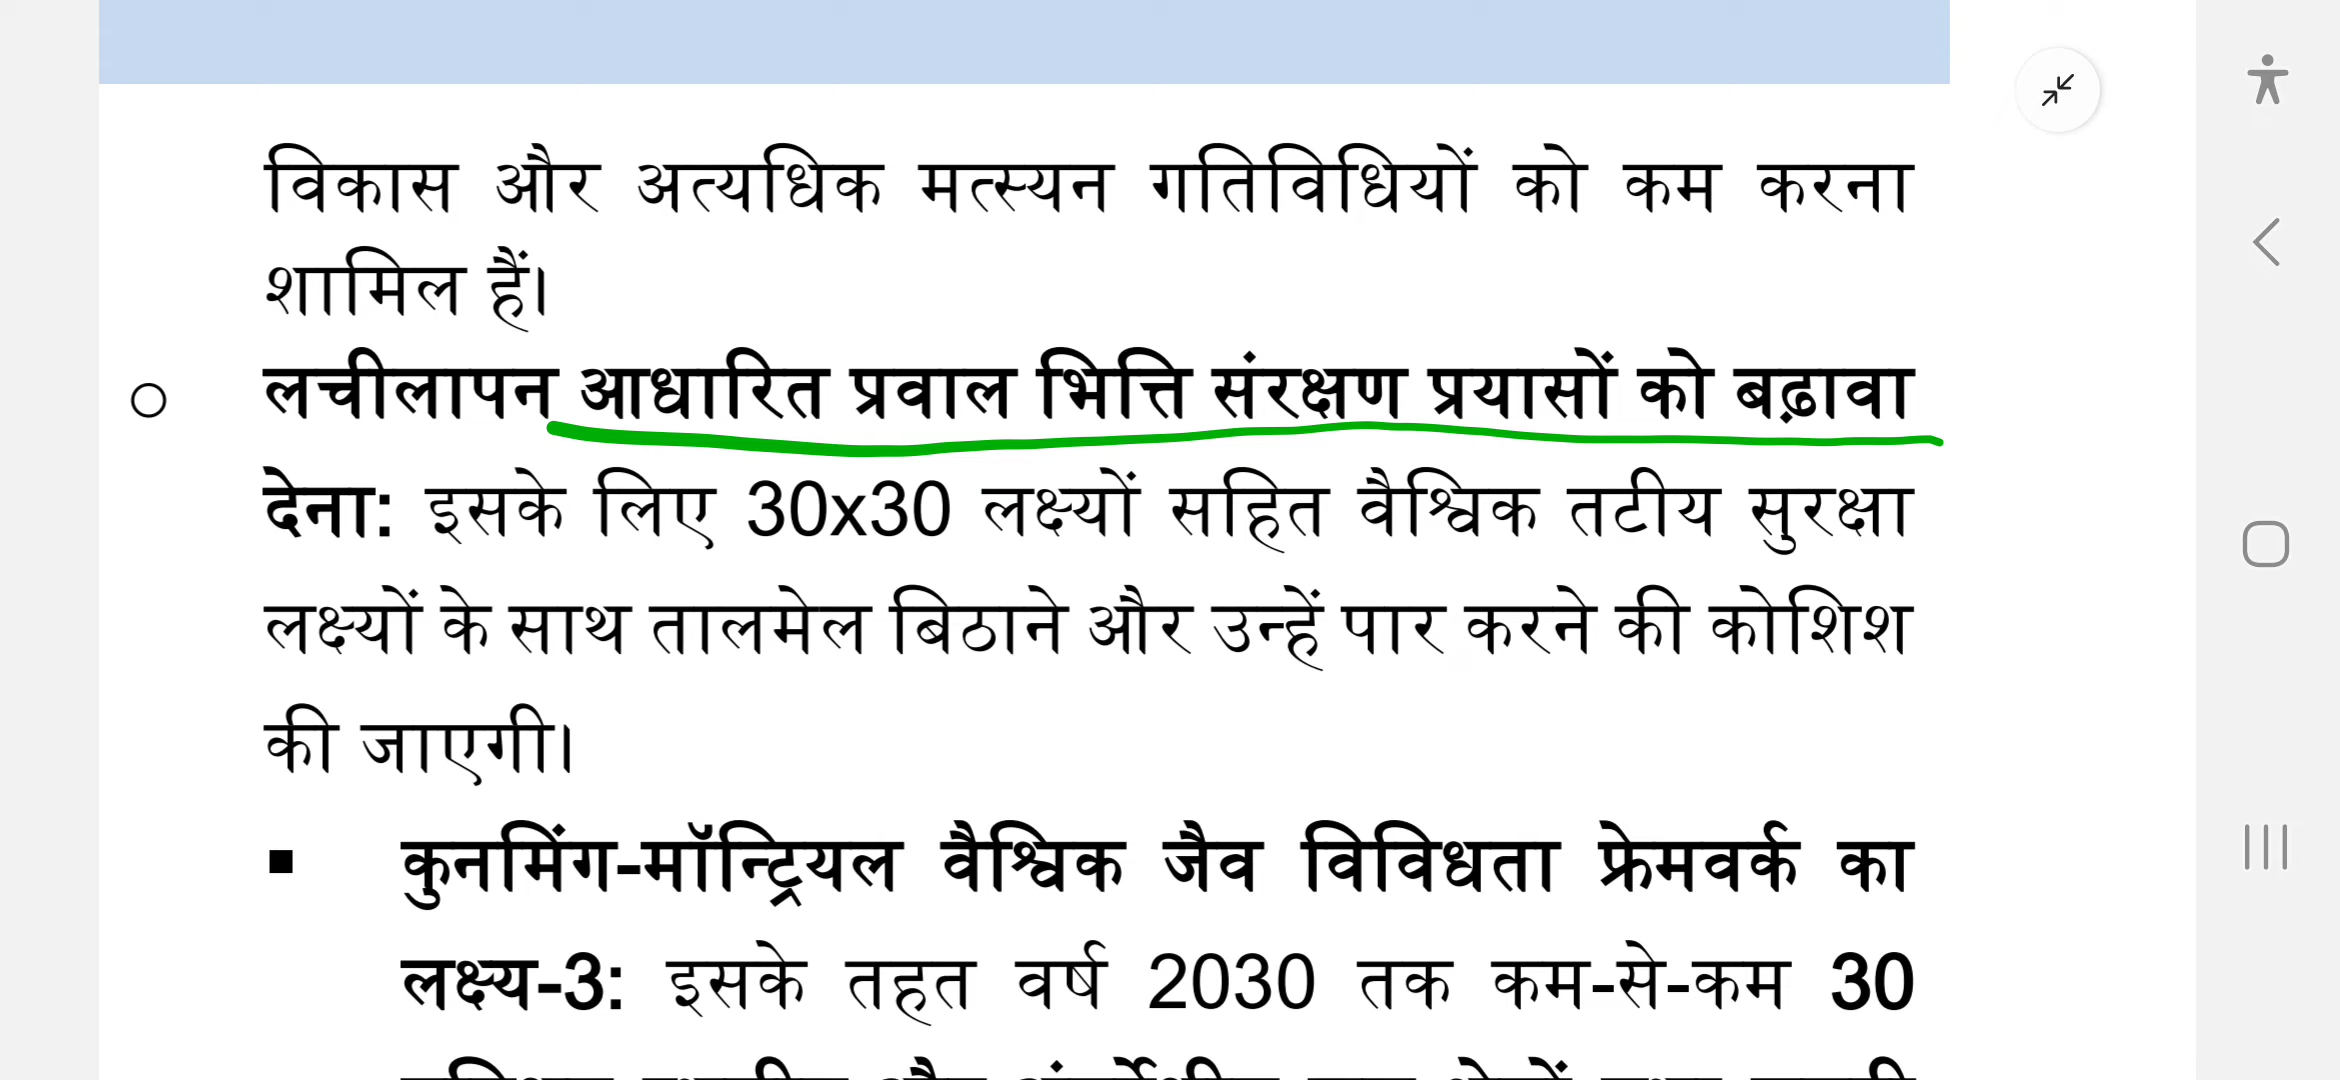 विकास और अत्यधिक मत्स्यन गतिविधियों को कम करना
शामिल हैं।
○ लचीलापन आधारित प्रवाल भित्ति संरक्षण प्रयासों को बढ़ावा
देना: इसके लिए 30x30 लक्ष्यों सहित वैश्विक तटीय सुरक्षा
लक्ष्यों के साथ तालमेल बिठाने और उन्हें पार करने की कोशिश
की जाएगी।
▪ कुनमिंग-मॉन्ट्रियल वैश्विक जैव विविधता फ्रेमवर्क का
लक्ष्य-3: इसके तहत वर्ष 2030 तक कम-से-कम 30